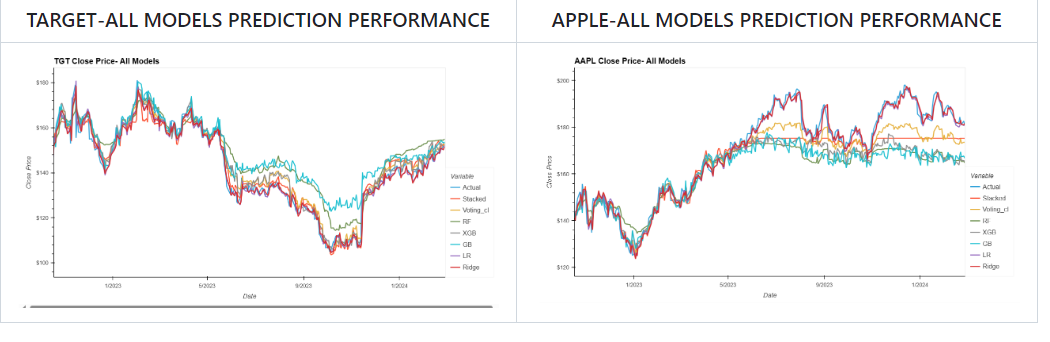 TARGET-ALL MODELS PREDICTION PERFORMANCE
APPLE-ALL MODELS PREDICTION PERFORMANCE
TGT Close Price- All Models
$180
$160
$140
$120
$100
Close Price
1/2023
5/2023
9/2023
1/2024
Date
Variable
Actual
Stacked
Voting_cl
RF
XGB
GB
LR
Ridge
AAPL Close Price- All Models
$200
$180
$160
$140
$120
Close Price
1/2023
5/2023
9/2023
1/2024
Date
Variable
Actual
Stacked
Voting_cl
RF
XGB
GB
LR
Ridge